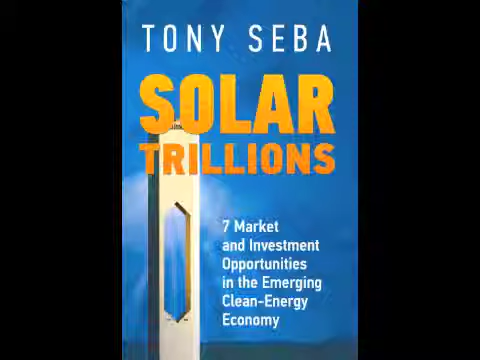 TONY SEBA
SOLAR
TRILLIONS
7 Market
and Investment
Opportunities
in the Emerging
Clean-Energy
Economy